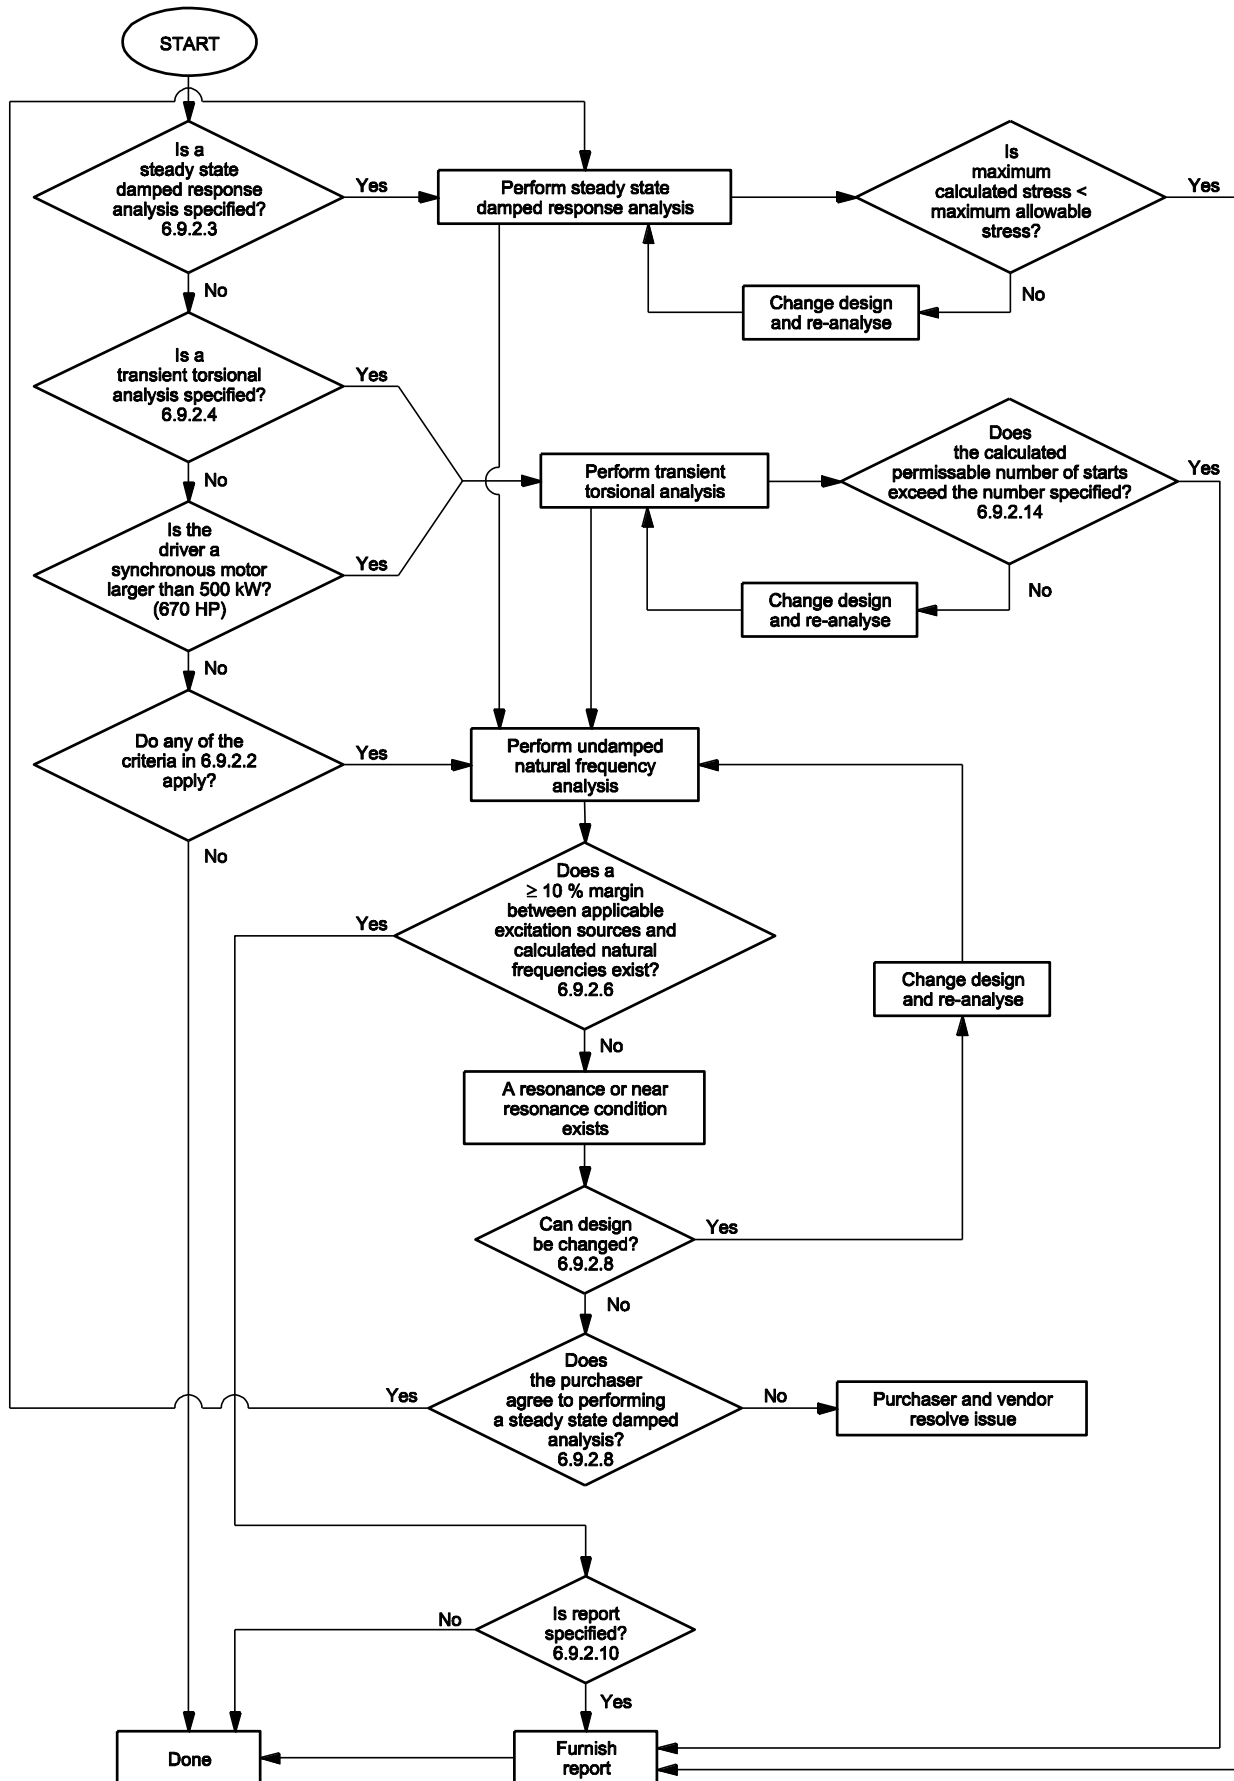 START
Is a
steady state
damped response
analysis specified?
6.9.2.3
Yes
Perform steady state
damped response analysis
Is
maximum
calculated stress <
maximum allowable
stress?
Yes
No
No
Change design
and re-analyse
Is a
transient torsional
analysis specified?
6.9.2.4
Yes
No
Perform transient
torsional analysis
Does
the calculated
permissable number of starts
exceed the number specified?
6.9.2.14
Yes
No
Change design
and re-analyse
Is the
driver a
synchronous motor
larger than 500 kW?
(670 HP)
Yes
No
Do any of the
criteria in 6.9.2.2
apply?
Yes
No
Perform undamped
natural frequency
analysis
Does a
≥ 10 % margin
between applicable
excitation sources and
calculated natural
frequencies exist?
6.9.2.6
Yes
No
Change design
and re-analyse
A resonance or near
resonance condition
exists
Can design
be changed?
6.9.2.8
Yes
No
Does
the purchaser
agree to performing
a steady state damped
analysis?
6.9.2.8
Yes
No
Purchaser and vendor
resolve issue
Is report
specified?
6.9.2.10
No
Yes
Done
Furnish
report